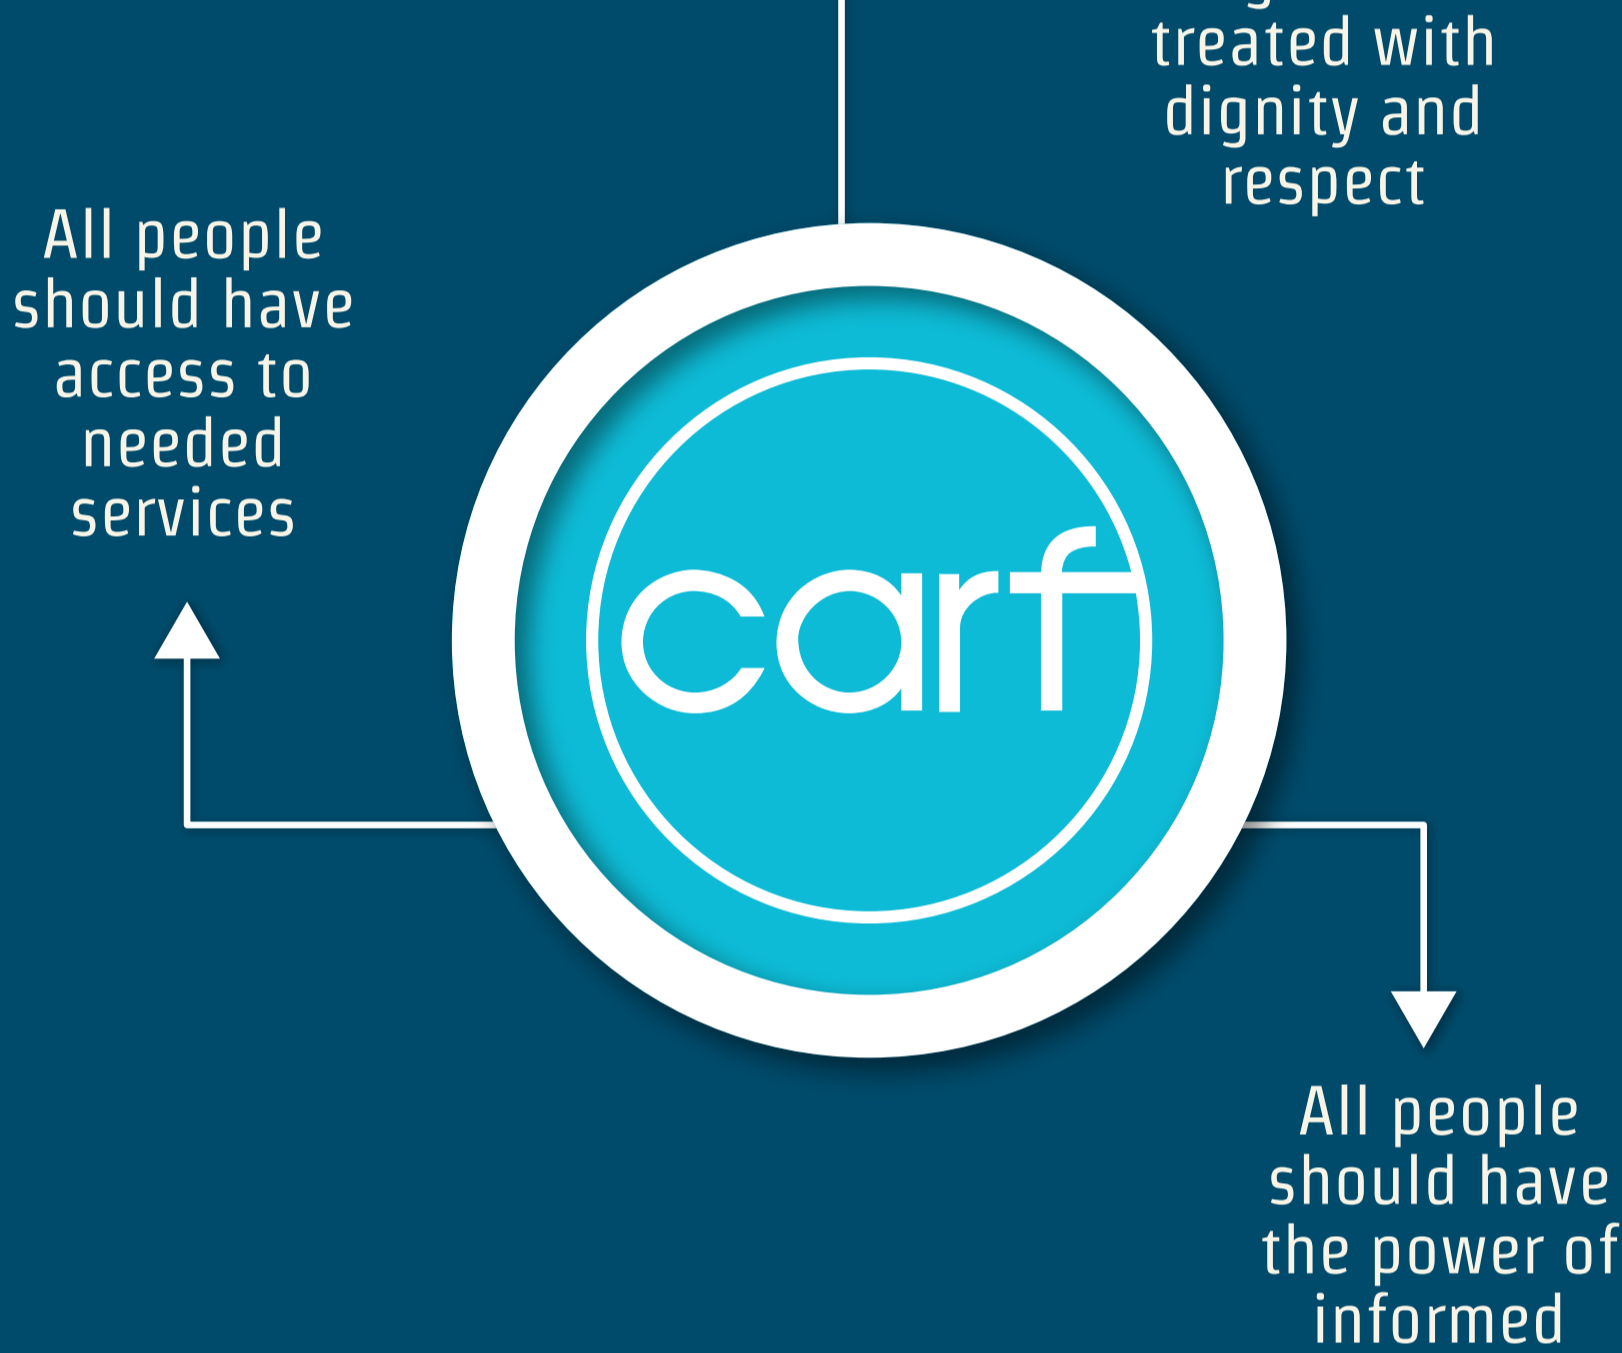 treated with
dignity and
respect
All people
should have
access to
needed
services
carf
All people
should have
the power of
informed